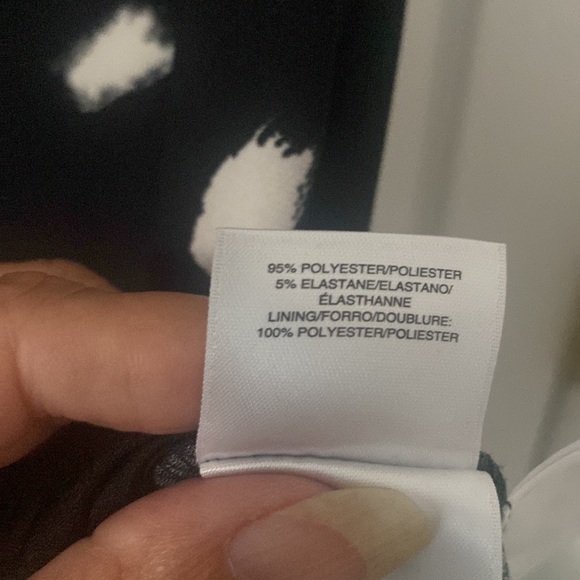 95% POLYESTER/POLIESTER
5% ELASTANE/ELASTANO/
ÉLASTHANNE
LINING/FORRO/DOUBLURE:
100% POLYESTER/POLIESTER